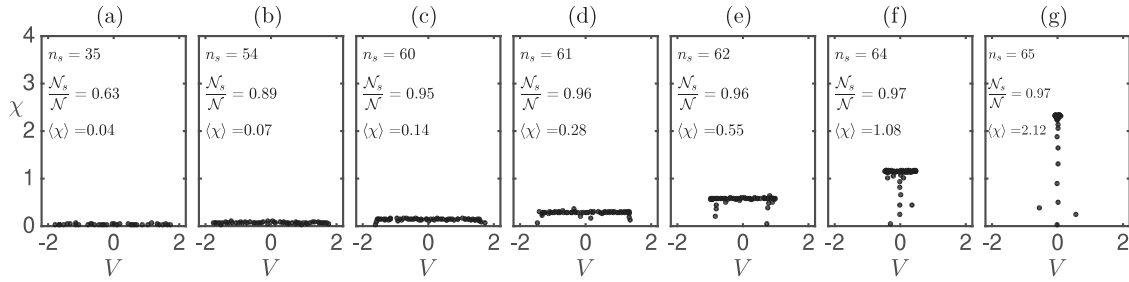 (a) (b) (c) (d) (e) (f) (g)
4
3
2
1
0
χ
n_s = 35
𝒩_s/𝒩 = 0.63
⟨χ⟩ =0.04
-2 0 2
V
n_s = 54
𝒩_s/𝒩 = 0.89
⟨χ⟩ =0.07
-2 0 2
V
n_s = 60
𝒩_s/𝒩 = 0.95
⟨χ⟩ =0.14
-2 0 2
V
n_s = 61
𝒩_s/𝒩 = 0.96
⟨χ⟩ =0.28
-2 0 2
V
n_s = 62
𝒩_s/𝒩 = 0.96
⟨χ⟩ =0.55
-2 0 2
V
n_s = 64
𝒩_s/𝒩 = 0.97
⟨χ⟩ =1.08
-2 0 2
V
n_s = 65
𝒩_s/𝒩 = 0.97
⟨χ⟩ =2.12
-2 0 2
V